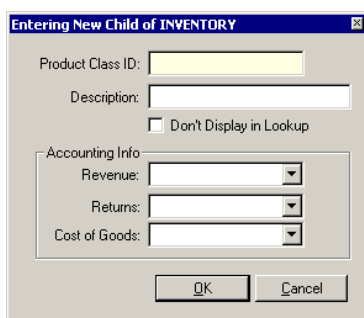 Entering New Child of INVENTORY
Product Class ID:
Description:
Don't Display in Lookup
Accounting Info
Revenue:
Returns:
Cost of Goods:
OK Cancel